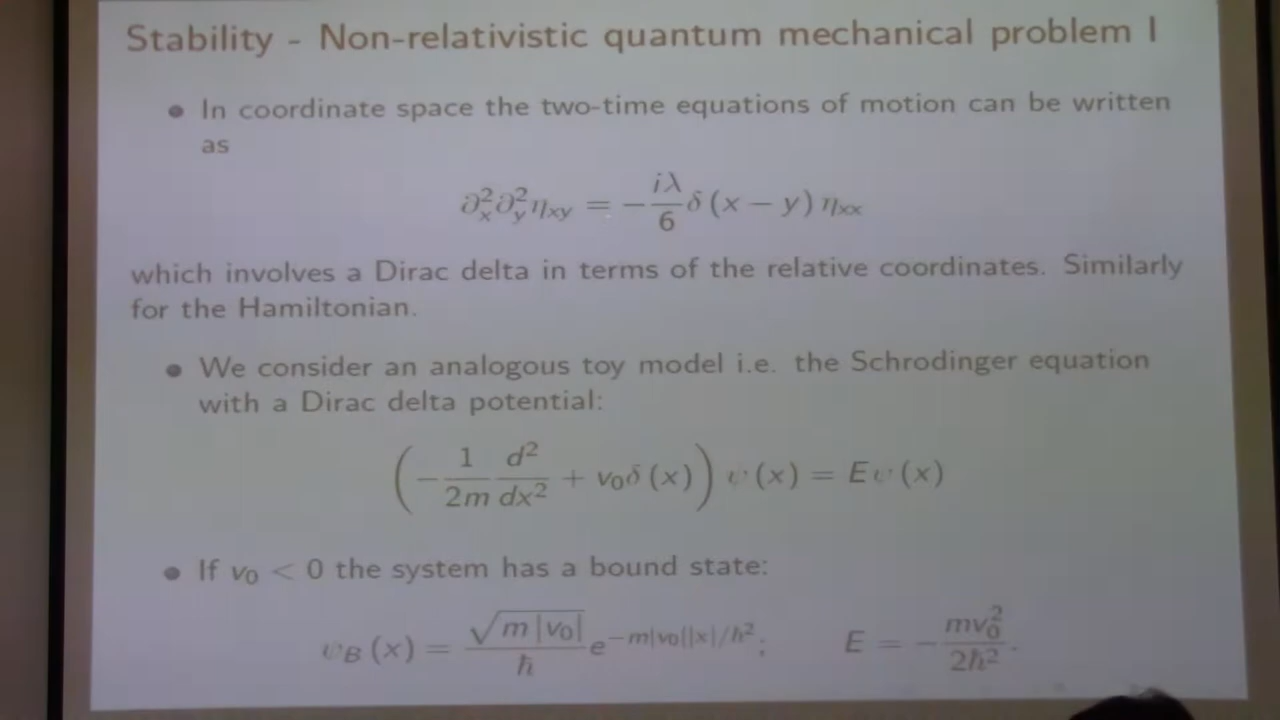 Stability - Non-relativistic quantum mechanical problem I
• In coordinate space the two-time equations of motion can be written
as
∂²ₓ∂²ᵧηₓᵧ = −(iλ/6) δ (x − y) ηₓₓ
which involves a Dirac delta in terms of the relative coordinates. Similarly
for the Hamiltonian.
• We consider an analogous toy model i.e. the Schrodinger equation
with a Dirac delta potential:
(−(1/2m) d²/dx² + v₀δ (x)) ψ (x) = Eψ (x)
• If v₀ < 0 the system has a bound state:
ψ_B (x) = (√(m |v₀|)/ħ) e^{−m|v₀||x|/ħ²}; E = −mv₀²/2ħ².